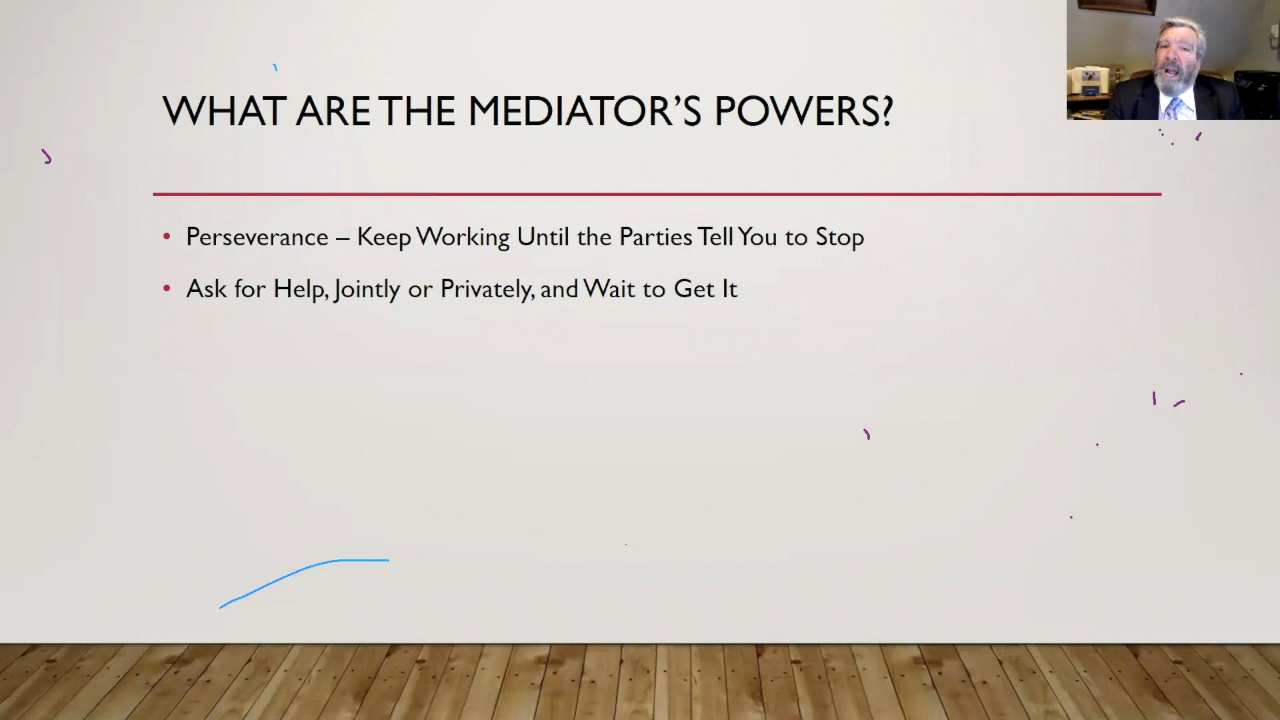 WHAT ARE THE MEDIATOR'S POWERS?
• Perseverance – Keep Working Until the Parties Tell You to Stop
• Ask for Help, Jointly or Privately, and Wait to Get It